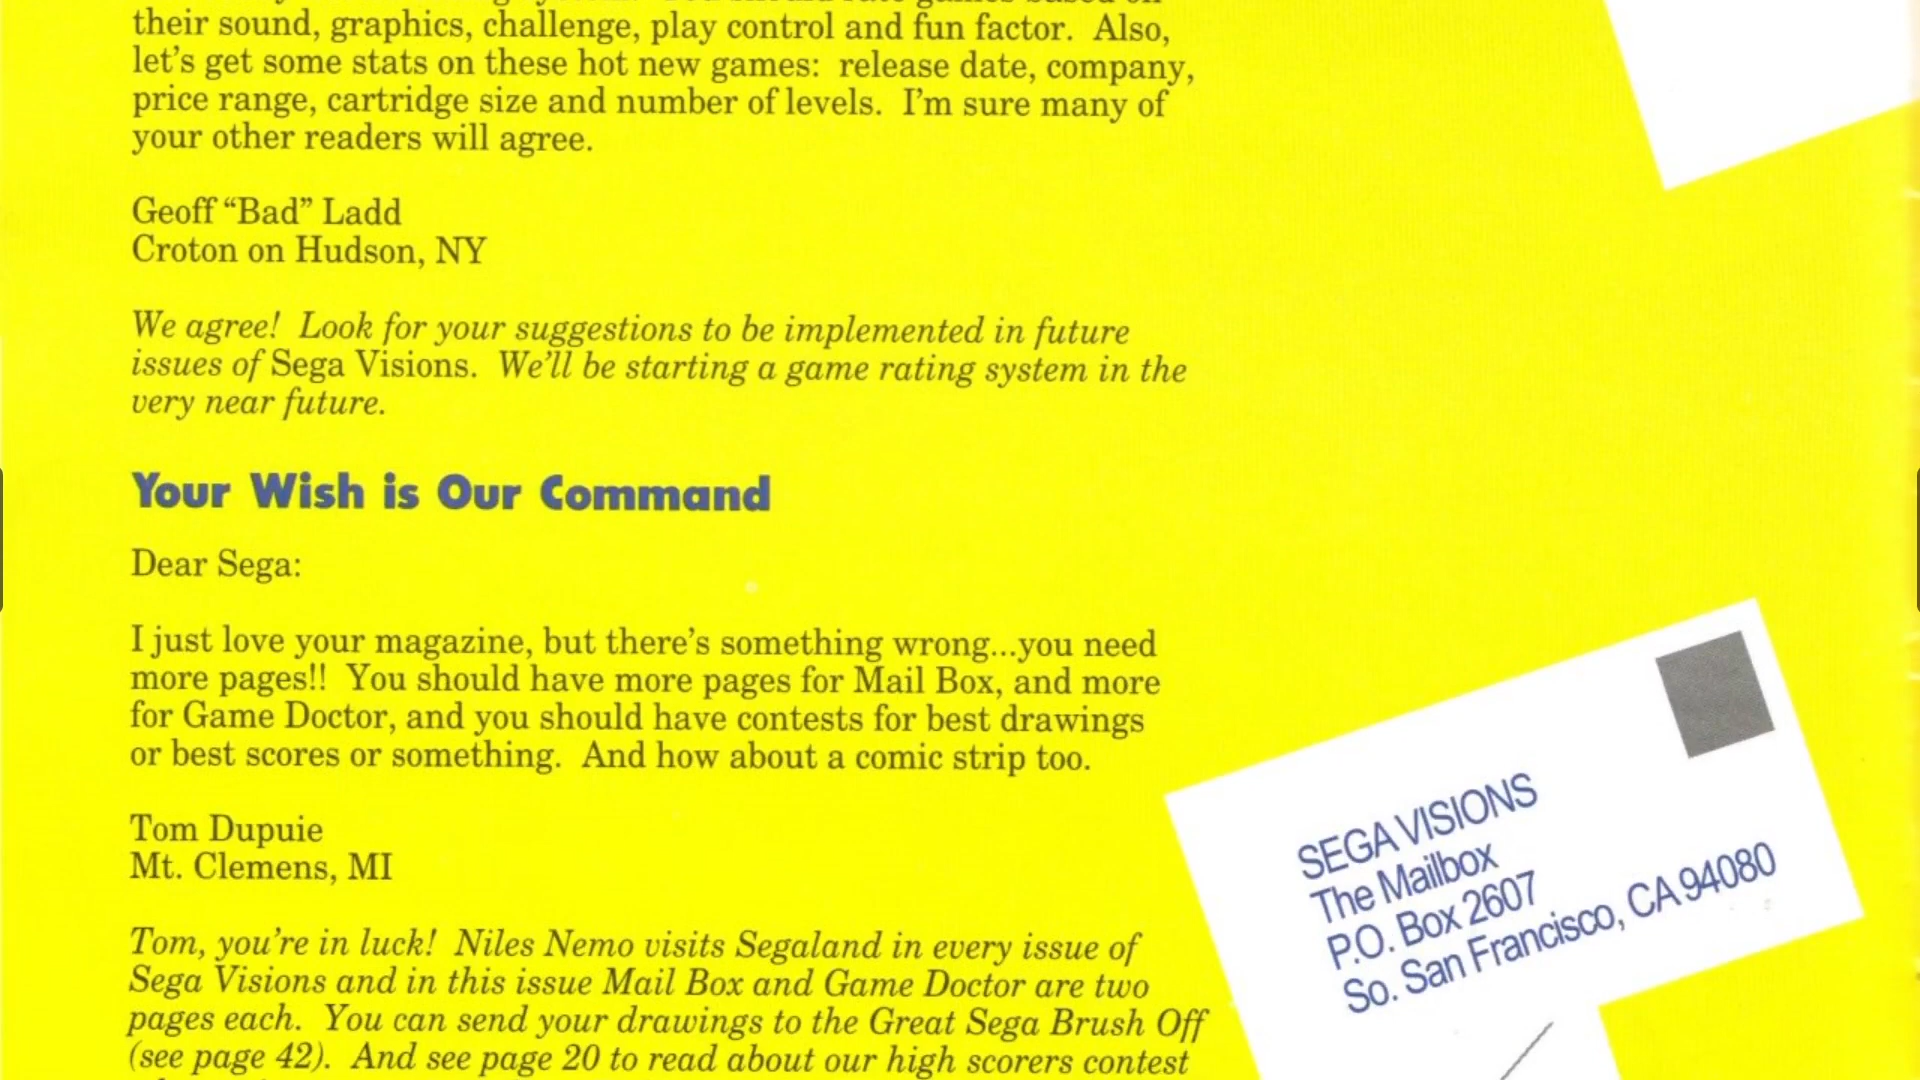 their sound, graphics, challenge, play control and fun factor.  Also,
let's get some stats on these hot new games:  release date, company,
price range, cartridge size and number of levels.  I'm sure many of
your other readers will agree.
Geoff “Bad” Ladd
Croton on Hudson, NY
We agree!  Look for your suggestions to be implemented in future
issues of Sega Visions.  We'll be starting a game rating system in the
very near future.
Your Wish is Our Command
Dear Sega:
I just love your magazine, but there's something wrong...you need
more pages!!  You should have more pages for Mail Box, and more
for Game Doctor, and you should have contests for best drawings
or best scores or something.  And how about a comic strip too.
Tom Dupuie
Mt. Clemens, MI
Tom, you're in luck!  Niles Nemo visits Segaland in every issue of
Sega Visions and in this issue Mail Box and Game Doctor are two
pages each.  You can send your drawings to the Great Sega Brush Off
(see page 42).  And see page 20 to read about our high scorers contest
SEGA VISIONS
The Mailbox
P.O. Box 2607
So. San Francisco, CA 94080